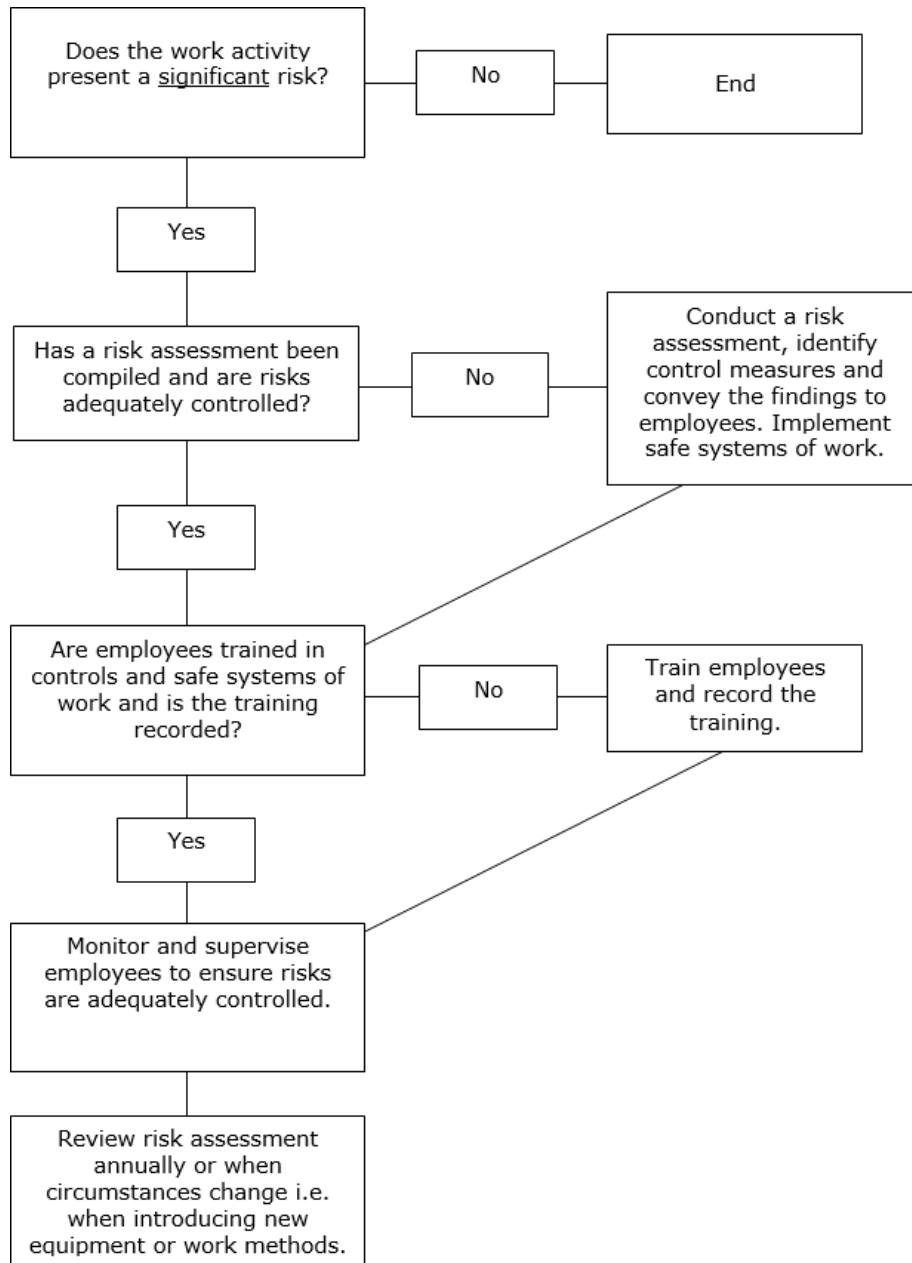 Does the work activity
present a significant risk?
No
End
Yes
Has a risk assessment been
compiled and are risks
adequately controlled?
No
Conduct a risk
assessment, identify
control measures and
convey the findings to
employees. Implement
safe systems of work.
Yes
Are employees trained in
controls and safe systems of
work and is the training
recorded?
No
Train employees
and record the
training.
Yes
Monitor and supervise
employees to ensure risks
are adequately controlled.
Review risk assessment
annually or when
circumstances change i.e.
when introducing new
equipment or work methods.